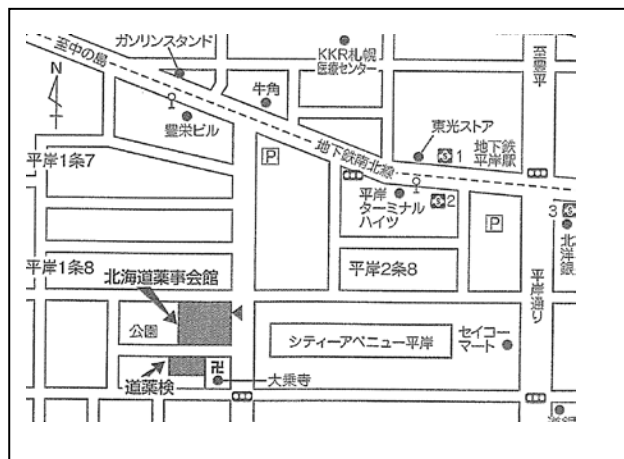 至中の島
ガソリンスタンド
KKR札幌
医療センター
至豊平
N
牛角
豊栄ビル
東光ストア
1
地下鉄
平岸駅
地下鉄南北線
P
平岸1条7
平岸
ターミナル
ハイツ
2
P
3
北洋銀
平岸1条8
平岸2条8
平岸通り
北海道薬事会館
公園
シティーアベニュー平岸
セイコー
マート
道薬検
卍
大乗寺